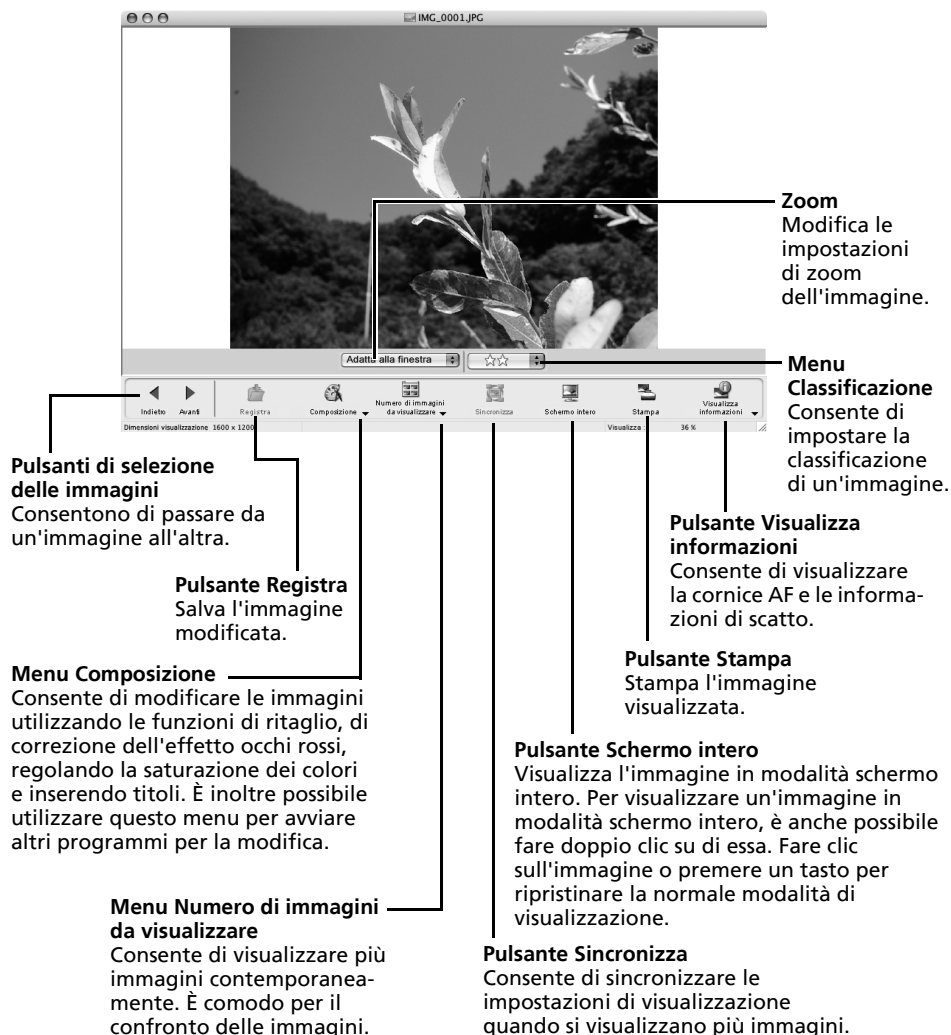 IMG_0001.JPG
Zoom
Modifica le
impostazioni
di zoom
dell'immagine.
Adatta alla finestra
☆☆
Menu
Classificazione
Consente di
impostare la
classificazione
di un'immagine.
Indietro Avanti Registra Composizione Numero di immagini da visualizzare Sincronizza Schermo intero Stampa Visualizza informazioni
Dimensioni visualizzazione 1600 x 1200 Visualizza : 36 %
Pulsanti di selezione
delle immagini
Consentono di passare da
un'immagine all'altra.
Pulsante Visualizza
informazioni
Consente di visualizzare
la cornice AF e le informa-
zioni di scatto.
Pulsante Registra
Salva l'immagine
modificata.
Pulsante Stampa
Stampa l'immagine
visualizzata.
Menu Composizione
Consente di modificare le immagini
utilizzando le funzioni di ritaglio, di
correzione dell'effetto occhi rossi,
regolando la saturazione dei colori
e inserendo titoli. È inoltre possibile
utilizzare questo menu per avviare
altri programmi per la modifica.
Pulsante Schermo intero
Visualizza l'immagine in modalità schermo
intero. Per visualizzare un'immagine in
modalità schermo intero, è anche possibile
fare doppio clic su di essa. Fare clic
sull'immagine o premere un tasto per
ripristinare la normale modalità di
visualizzazione.
Menu Numero di immagini
da visualizzare
Consente di visualizzare più
immagini contemporanea-
mente. È comodo per il
confronto delle immagini.
Pulsante Sincronizza
Consente di sincronizzare le
impostazioni di visualizzazione
quando si visualizzano più immagini.